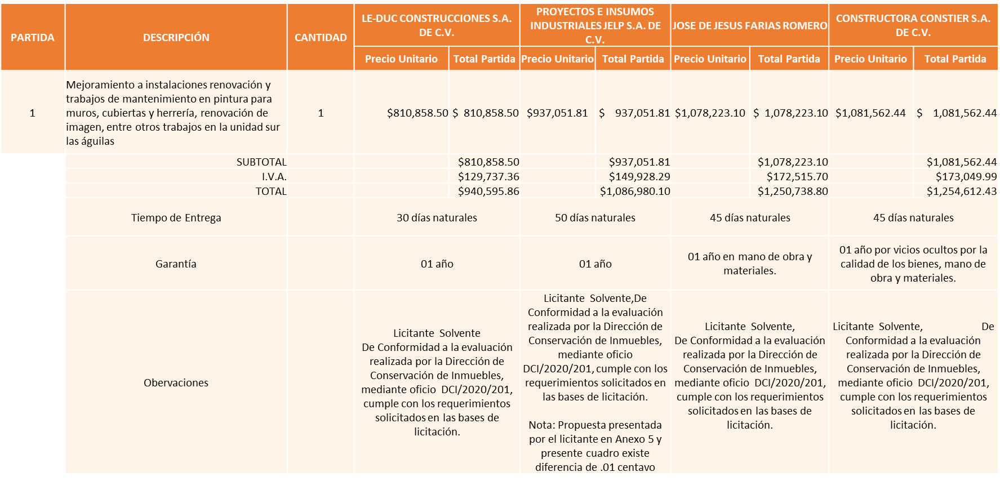 PARTIDA
DESCRIPCIÓN
CANTIDAD
LE-DUC CONSTRUCCIONES S.A.
DE C.V.
PROYECTOS E INSUMOS
INDUSTRIALES JELP S.A. DE
C.V.
JOSE DE JESUS FARIAS ROMERO
CONSTRUCTORA CONSTIER S.A.
DE C.V.
Precio Unitario
Total Partida
Precio Unitario
Total Partida
Precio Unitario
Total Partida
Precio Unitario
Total Partida
1
Mejoramiento a instalaciones renovación y
trabajos de mantenimiento en pintura para
muros, cubiertas y herrería, renovación de
imagen, entre otros trabajos en la unidad sur
las águilas
1
$810,858.50
$ 810,858.50
$937,051.81
$ 937,051.81
$1,078,223.10
$ 1,078,223.10
$1,081,562.44
$ 1,081,562.44
SUBTOTAL
$810,858.50
$937,051.81
$1,078,223.10
$1,081,562.44
I.V.A.
$129,737.36
$149,928.29
$172,515.70
$173,049.99
TOTAL
$940,595.86
$1,086,980.10
$1,250,738.80
$1,254,612.43
Tiempo de Entrega
30 días naturales
50 días naturales
45 días naturales
45 días naturales
Garantía
01 año
01 año
01 año en mano de obra y
materiales.
01 año por vicios ocultos por la
calidad de los bienes, mano de
obra y materiales.
Obervaciones
Licitante Solvente
De Conformidad a la evaluación
realizada por la Dirección de
Conservación de Inmuebles,
mediante oficio DCI/2020/201,
cumple con los requerimientos
solicitados en las bases de
licitación.
Licitante Solvente,De
Conformidad a la evaluación
realizada por la Dirección de
Conservación de Inmuebles,
mediante oficio
DCI/2020/201, cumple con los
requerimientos solicitados en
las bases de licitación.
Nota: Propuesta presentada
por el licitante en Anexo 5 y
presente cuadro existe
diferencia de .01 centavo
Licitante Solvente,
De Conformidad a la evaluación
realizada por la Dirección de
Conservación de Inmuebles,
mediante oficio DCI/2020/201,
cumple con los requerimientos
solicitados en las bases de
licitación.
Licitante Solvente, De
Conformidad a la evaluación
realizada por la Dirección de
Conservación de Inmuebles,
mediante oficio DCI/2020/201,
cumple con los requerimientos
solicitados en las bases de
licitación.